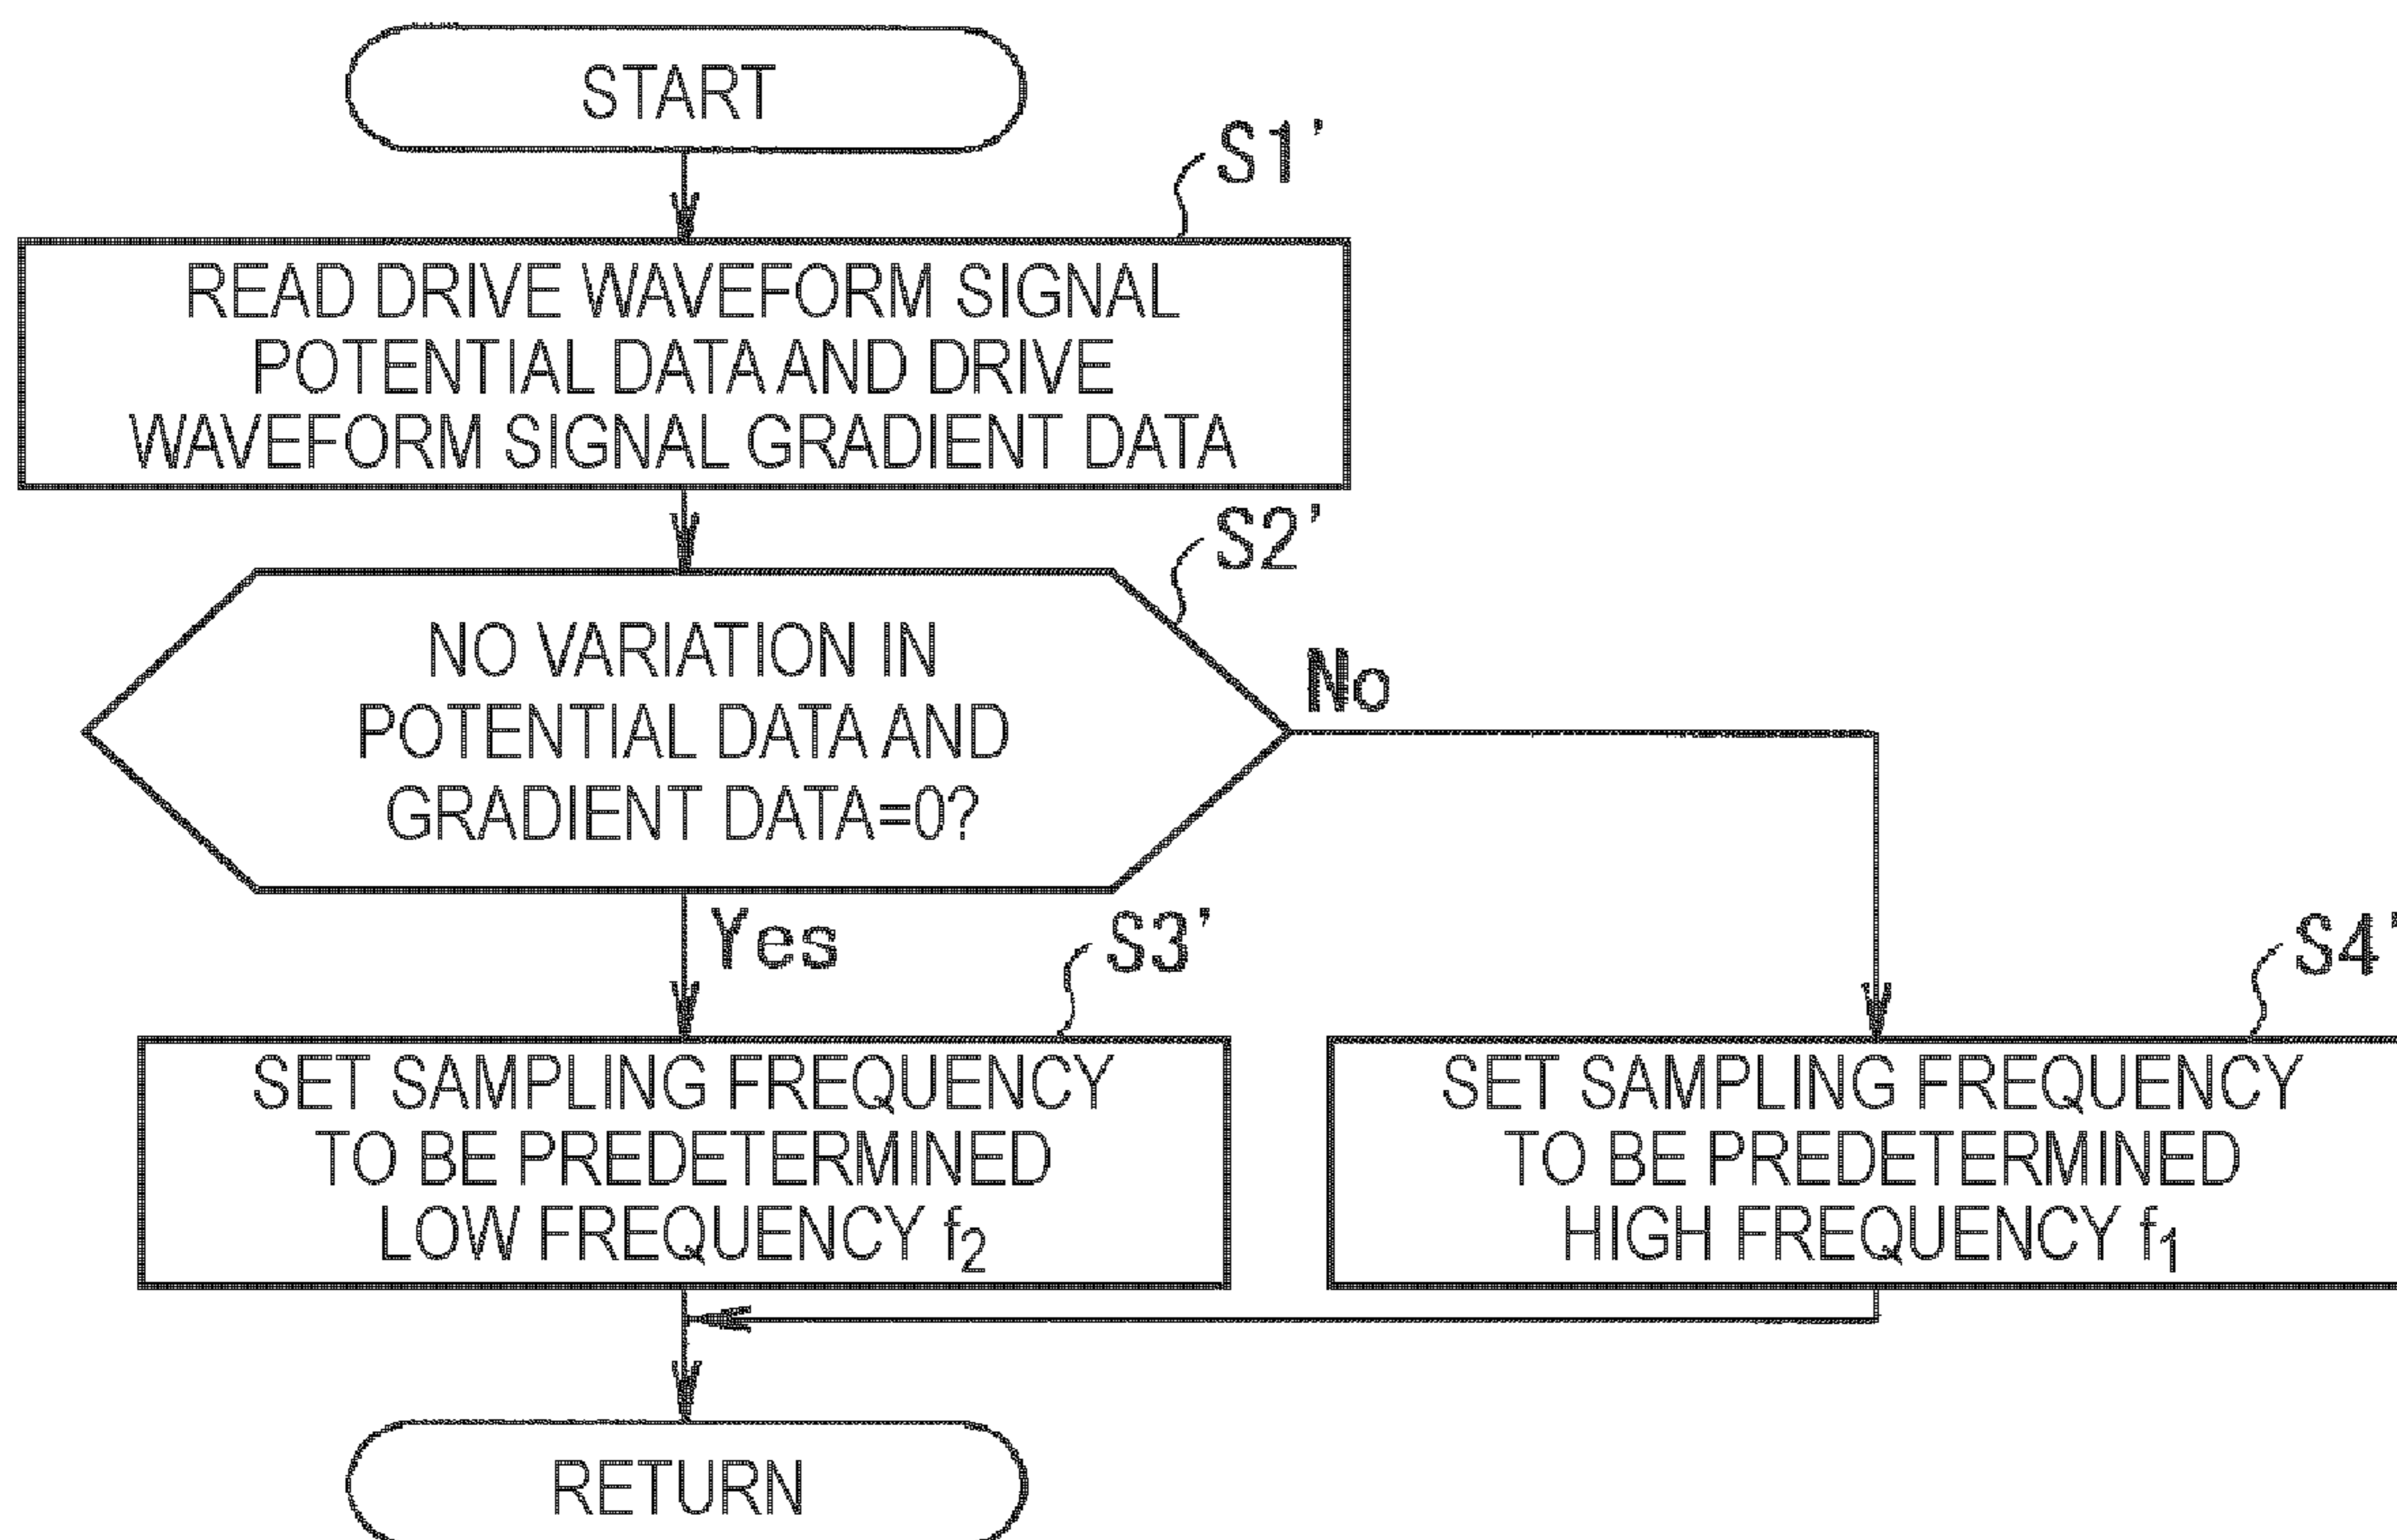 START
S1'
READ DRIVE WAVEFORM SIGNAL
POTENTIAL DATA AND DRIVE
WAVEFORM SIGNAL GRADIENT DATA
S2'
NO VARIATION IN
POTENTIAL DATA AND
GRADIENT DATA=0?
No
Yes
S3'
SET SAMPLING FREQUENCY
TO BE PREDETERMINED
LOW FREQUENCY f₂
S4'
SET SAMPLING FREQUENCY
TO BE PREDETERMINED
HIGH FREQUENCY f₁
RETURN